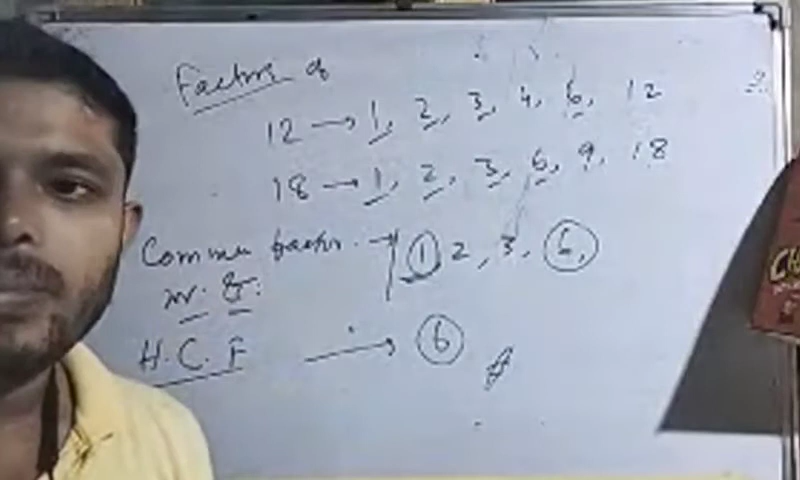 Factors of
12 → 1, 2, 3, 4, 6, 12
18 → 1, 2, 3, 6, 9, 18
Common factor → 1 2, 3, 6,
H.C.F → 6